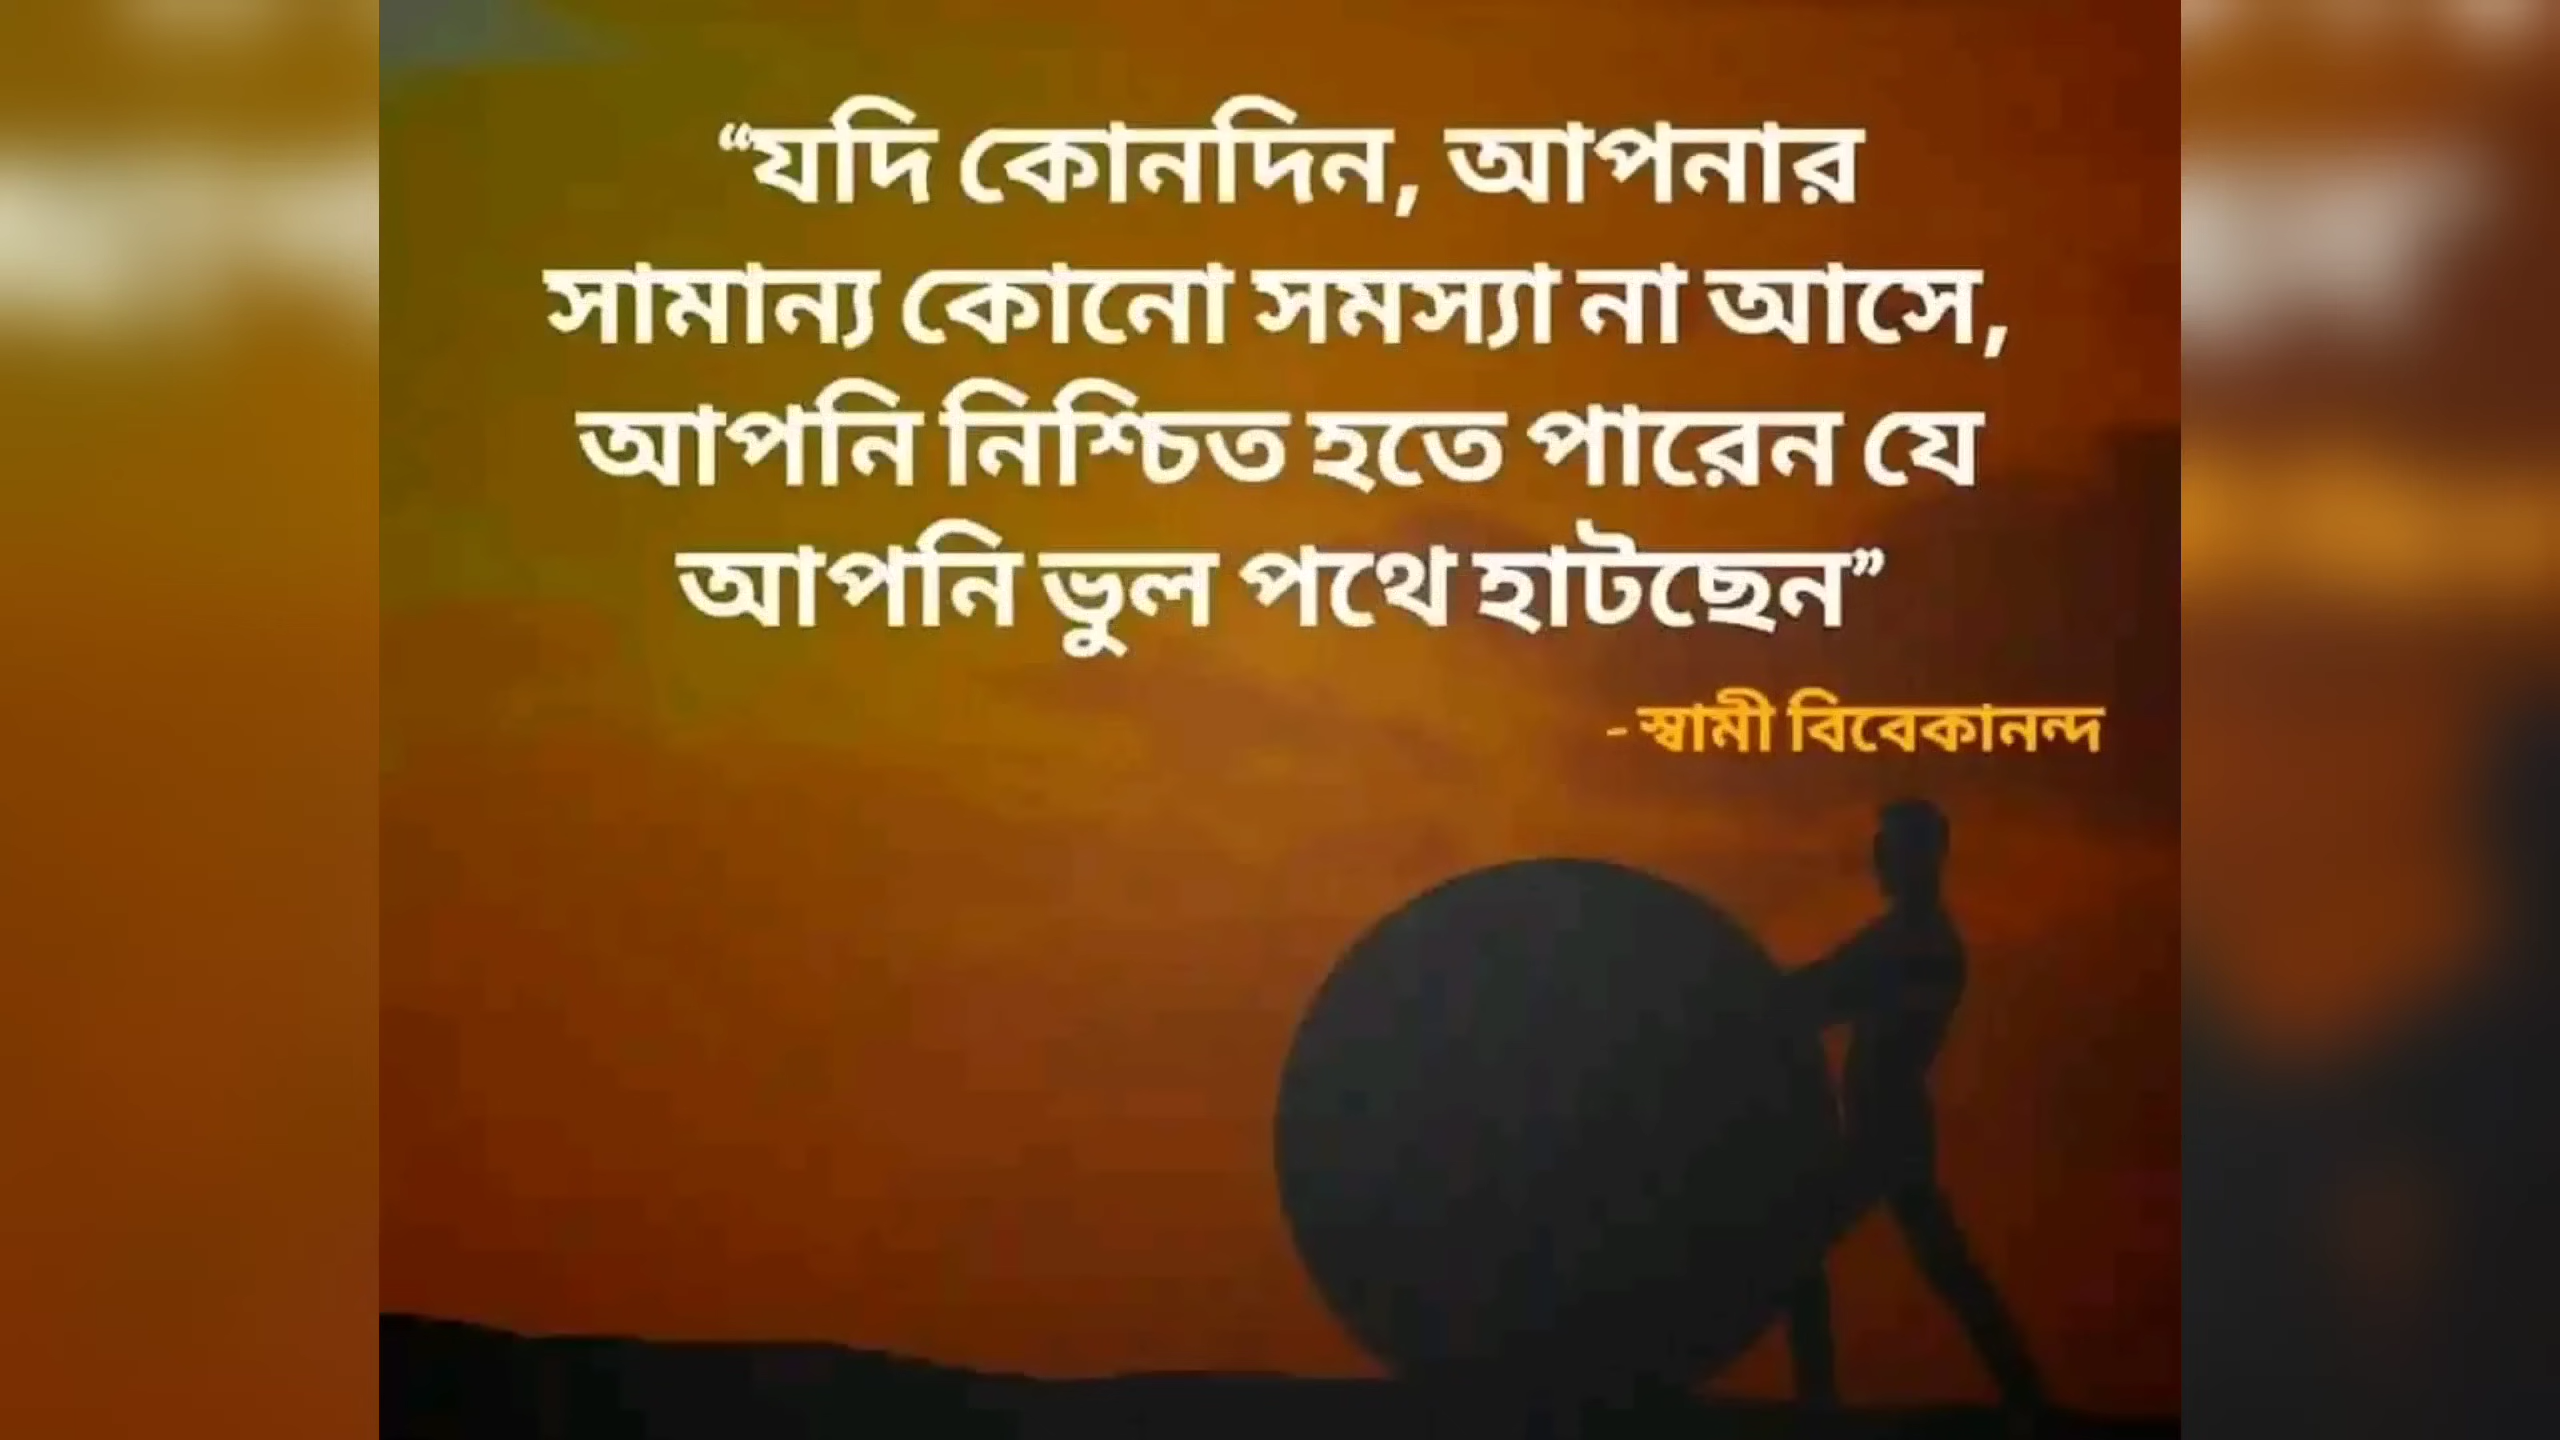 “যদি কোনদিন, আপনার
সামান্য কোনো সমস্যা না আসে,
আপনি নিশ্চিত হতে পারেন যে
আপনি ভুল পথে হাটছেন”
- স্বামী বিবেকানন্দ